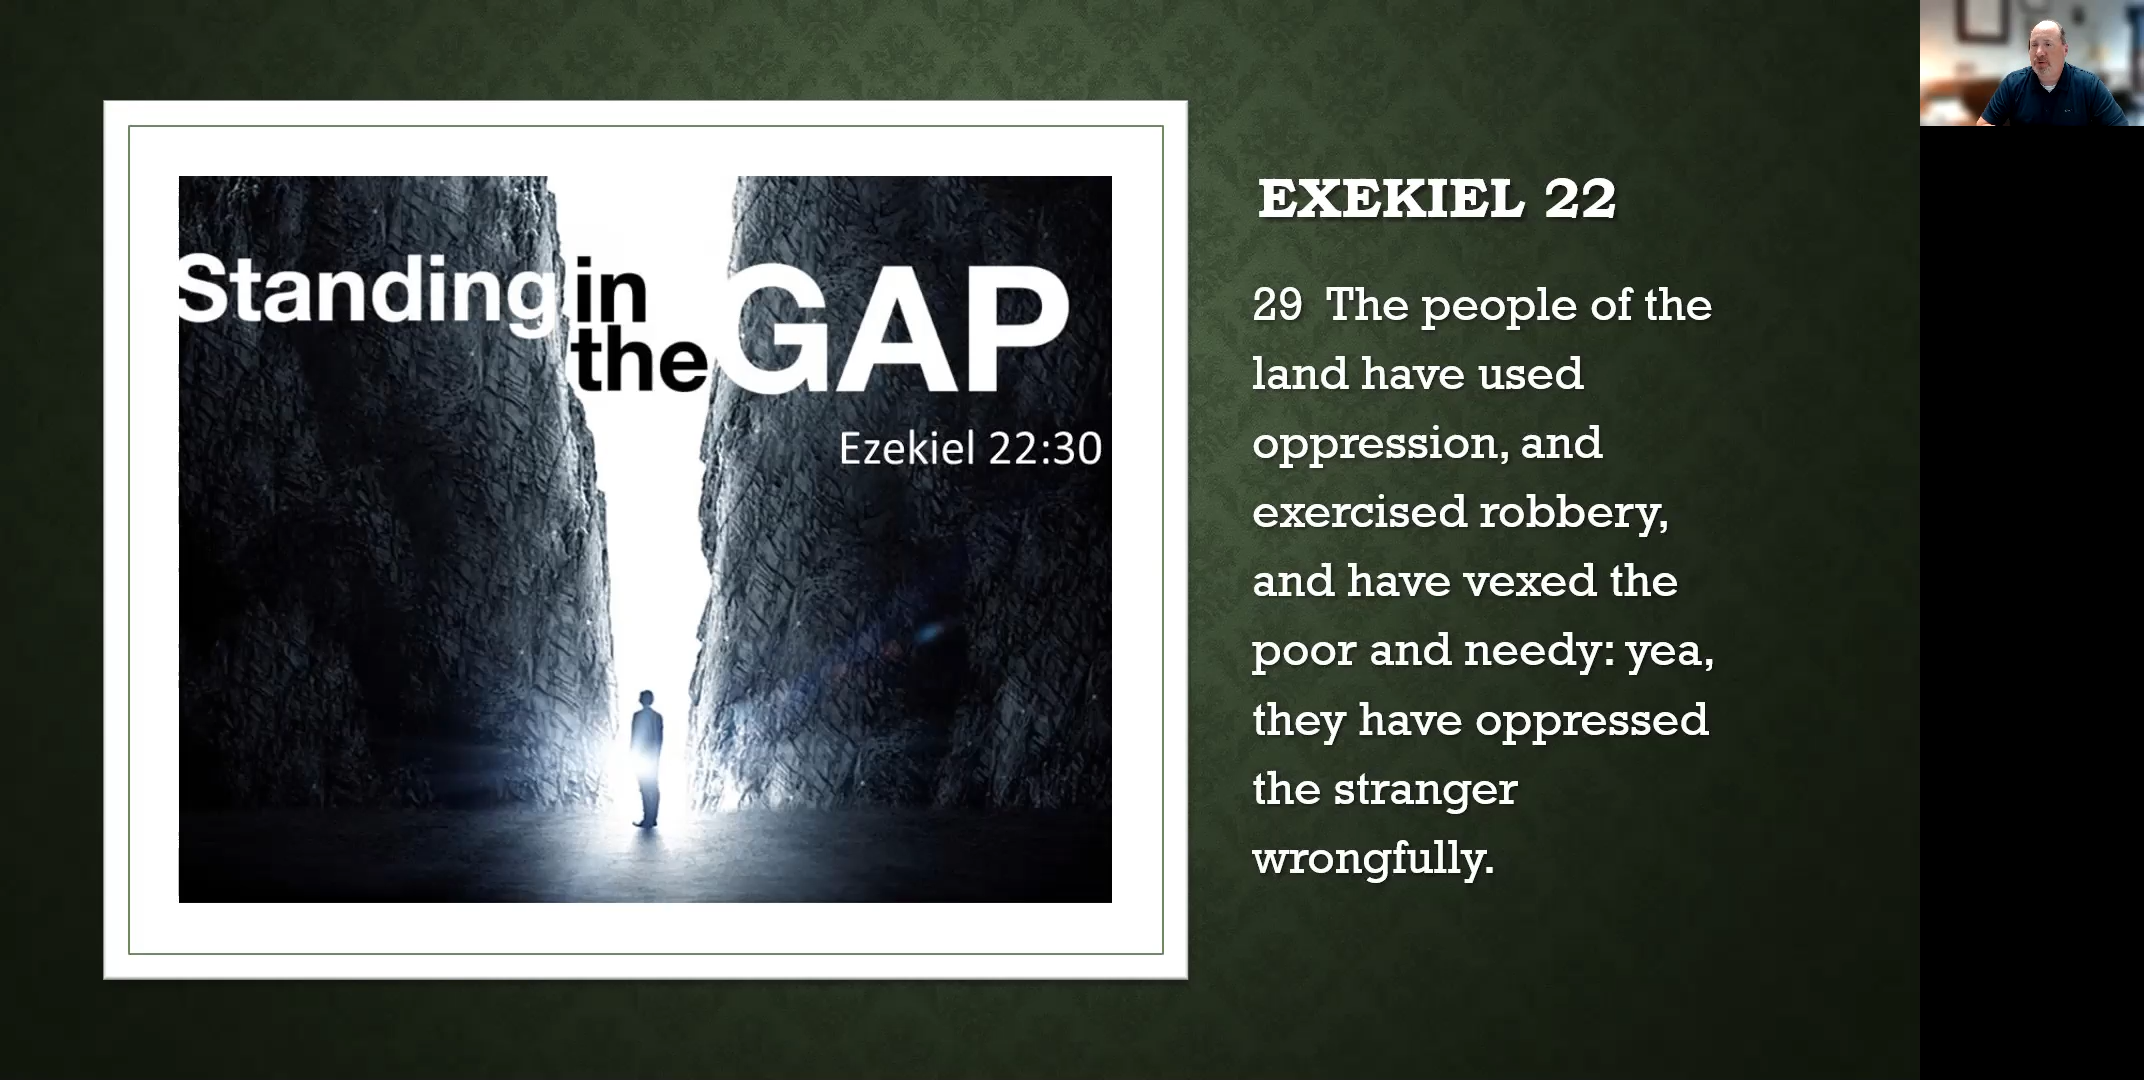 Standing in the GAP
Ezekiel 22:30
EXEKIEL 22
29 The people of the
land have used
oppression, and
exercised robbery,
and have vexed the
poor and needy: yea,
they have oppressed
the stranger
wrongfully.